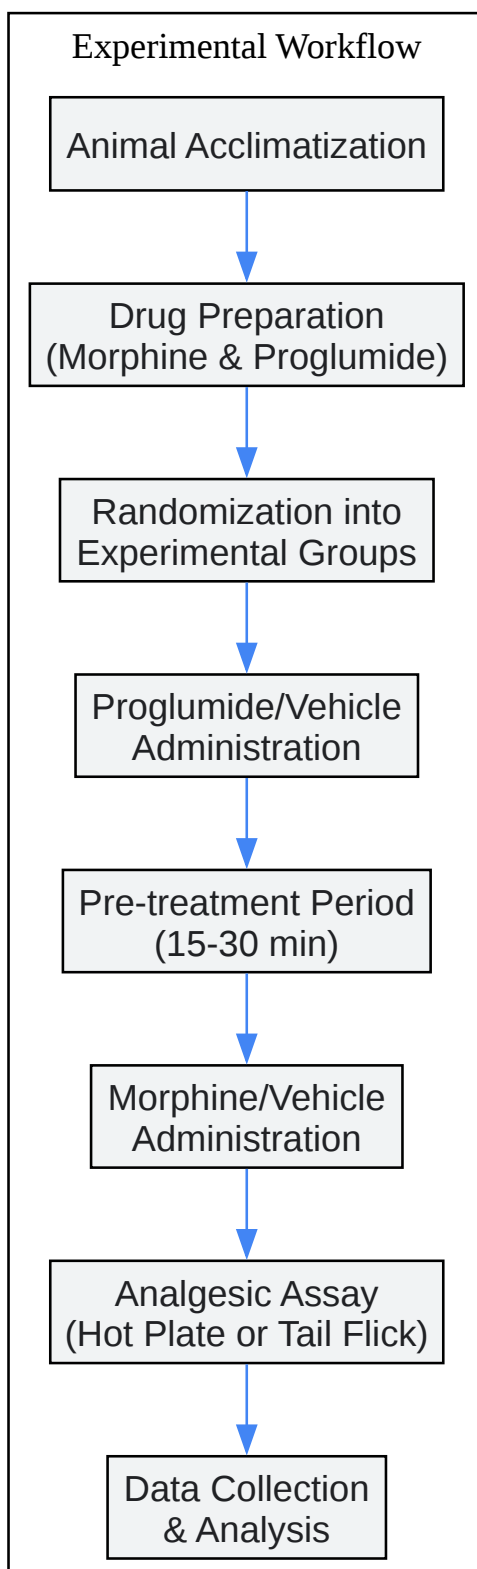 Experimental Workflow
Animal Acclimatization
Drug Preparation
(Morphine & Proglumide)
Randomization into
Experimental Groups
Proglumide/Vehicle
Administration
Pre-treatment Period
(15-30 min)
Morphine/Vehicle
Administration
Analgesic Assay
(Hot Plate or Tail Flick)
Data Collection
& Analysis